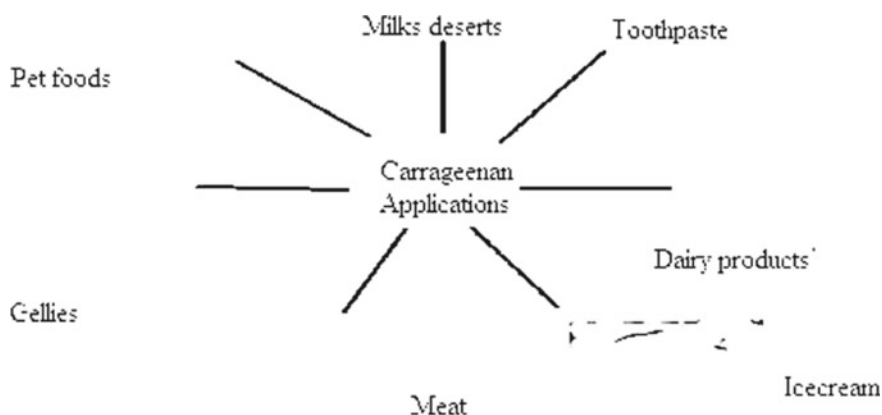 Milks deserts
Toothpaste
Pet foods
Carrageenan
Applications
Dairy products
Gellies
Icecream
Meat